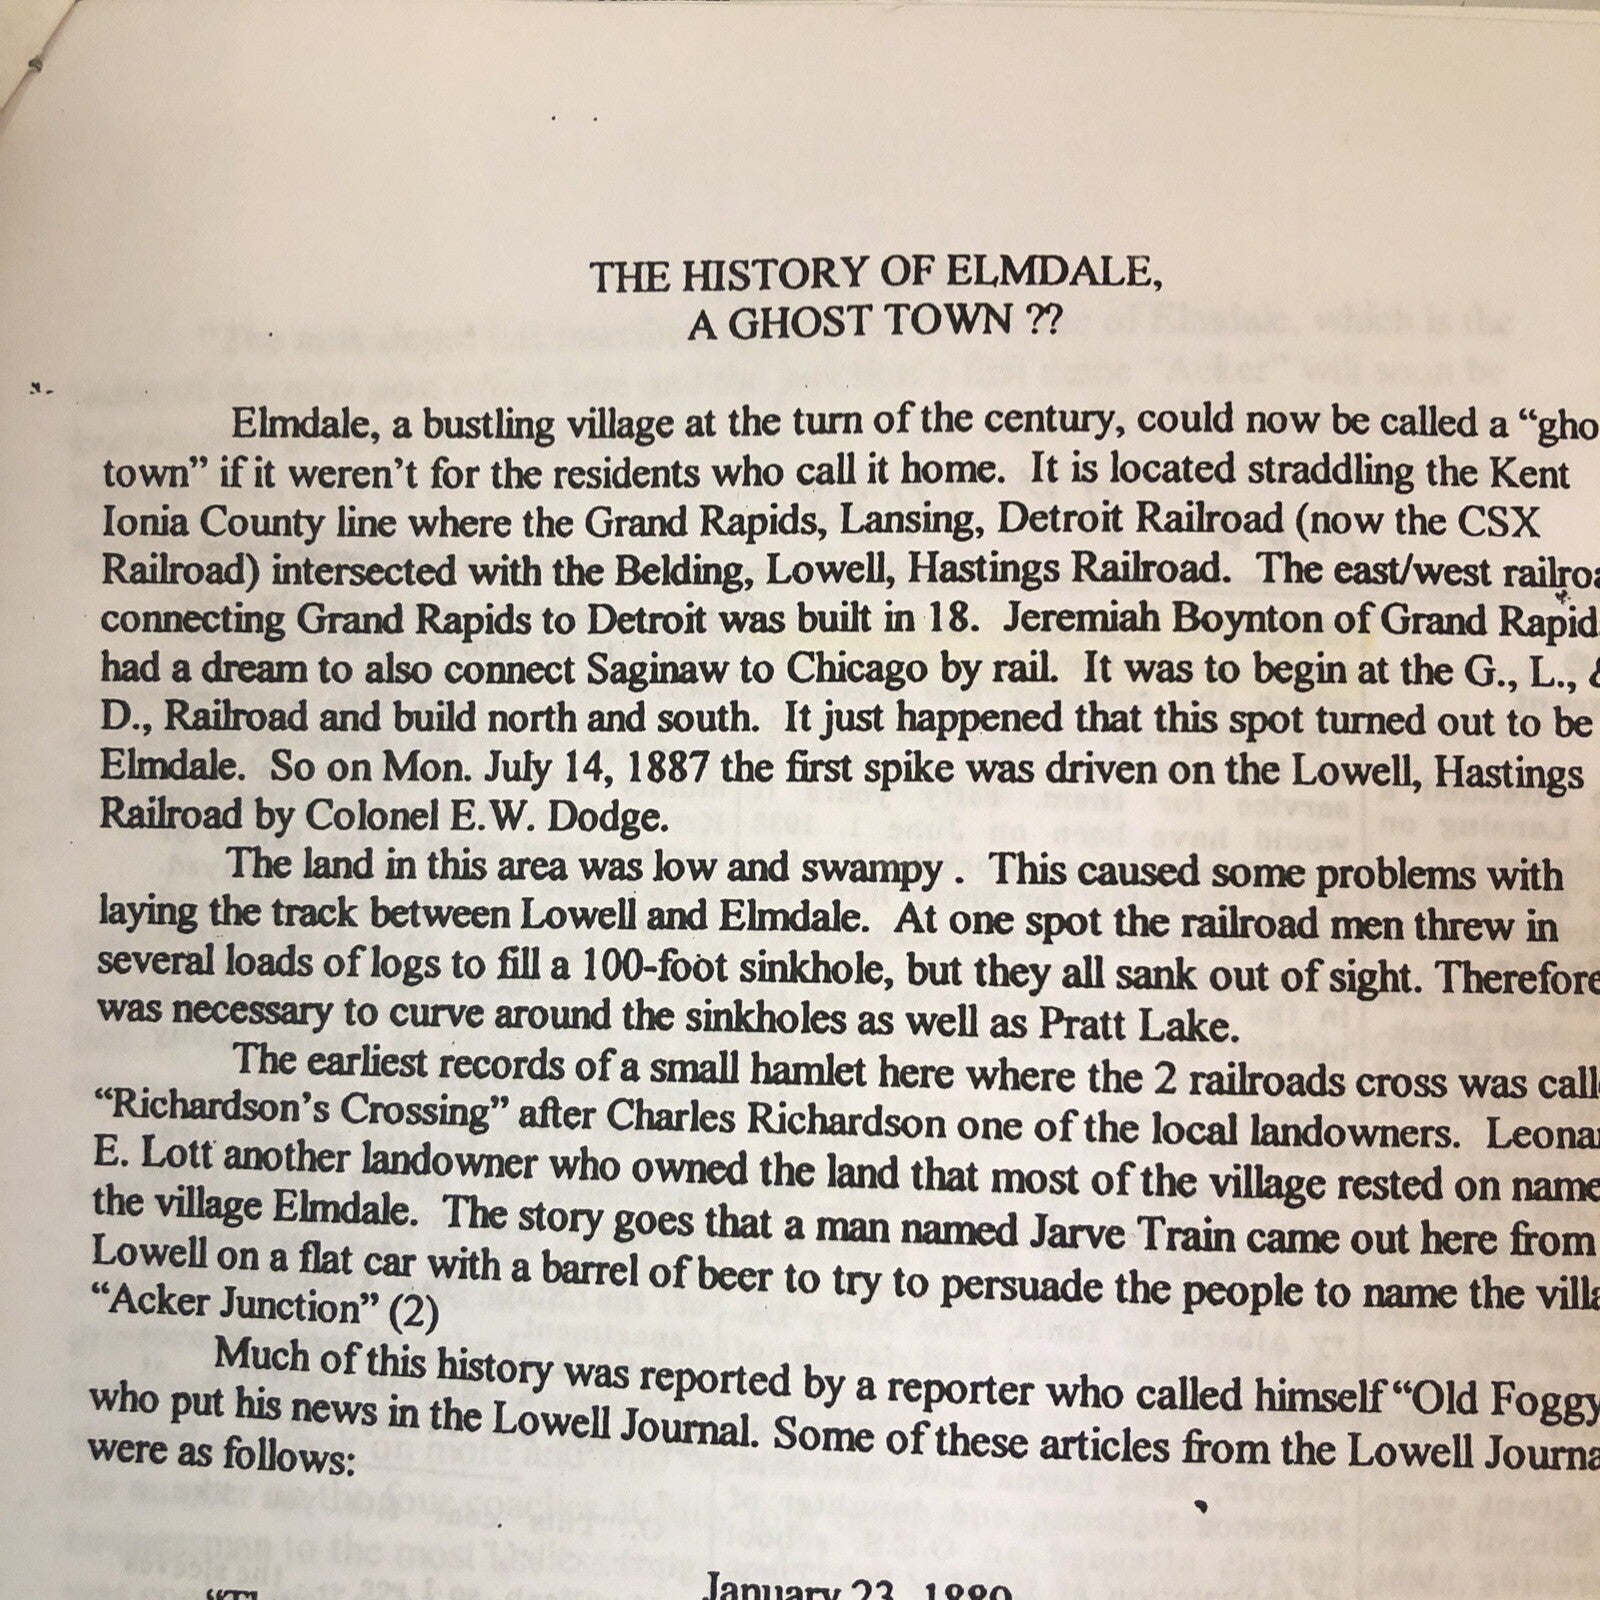 THE HISTORY OF ELMDALE,
A GHOST TOWN ??
Elmdale, a bustling village at the turn of the century, could now be called a "gho
town" if it weren't for the residents who call it home. It is located straddling the Kent
Ionia County line where the Grand Rapids, Lansing, Detroit Railroad (now the CSX
Railroad) intersected with the Belding, Lowell, Hastings Railroad. The east/west railroa
connecting Grand Rapids to Detroit was built in 18. Jeremiah Boynton of Grand Rapid
had a dream to also connect Saginaw to Chicago by rail. It was to begin at the G., L., &
D., Railroad and build north and south. It just happened that this spot turned out to be
Elmdale. So on Mon. July 14, 1887 the first spike was driven on the Lowell, Hastings
Railroad by Colonel E.W. Dodge.
The land in this area was low and swampy . This caused some problems with
laying the track between Lowell and Elmdale. At one spot the railroad men threw in
several loads of logs to fill a 100-foot sinkhole, but they all sank out of sight. Therefore
was necessary to curve around the sinkholes as well as Pratt Lake.
The earliest records of a small hamlet here where the 2 railroads cross was calle
"Richardson's Crossing" after Charles Richardson one of the local landowners. Leonar
E. Lott another landowner who owned the land that most of the village rested on name
the village Elmdale. The story goes that a man named Jarve Train came out here from
Lowell on a flat car with a barrel of beer to try to persuade the people to name the villa
"Acker Junction" (2)
Much of this history was reported by a reporter who called himself "Old Foggy
who put his news in the Lowell Journal. Some of these articles from the Lowell Journa
were as follows:
January 23, 1889